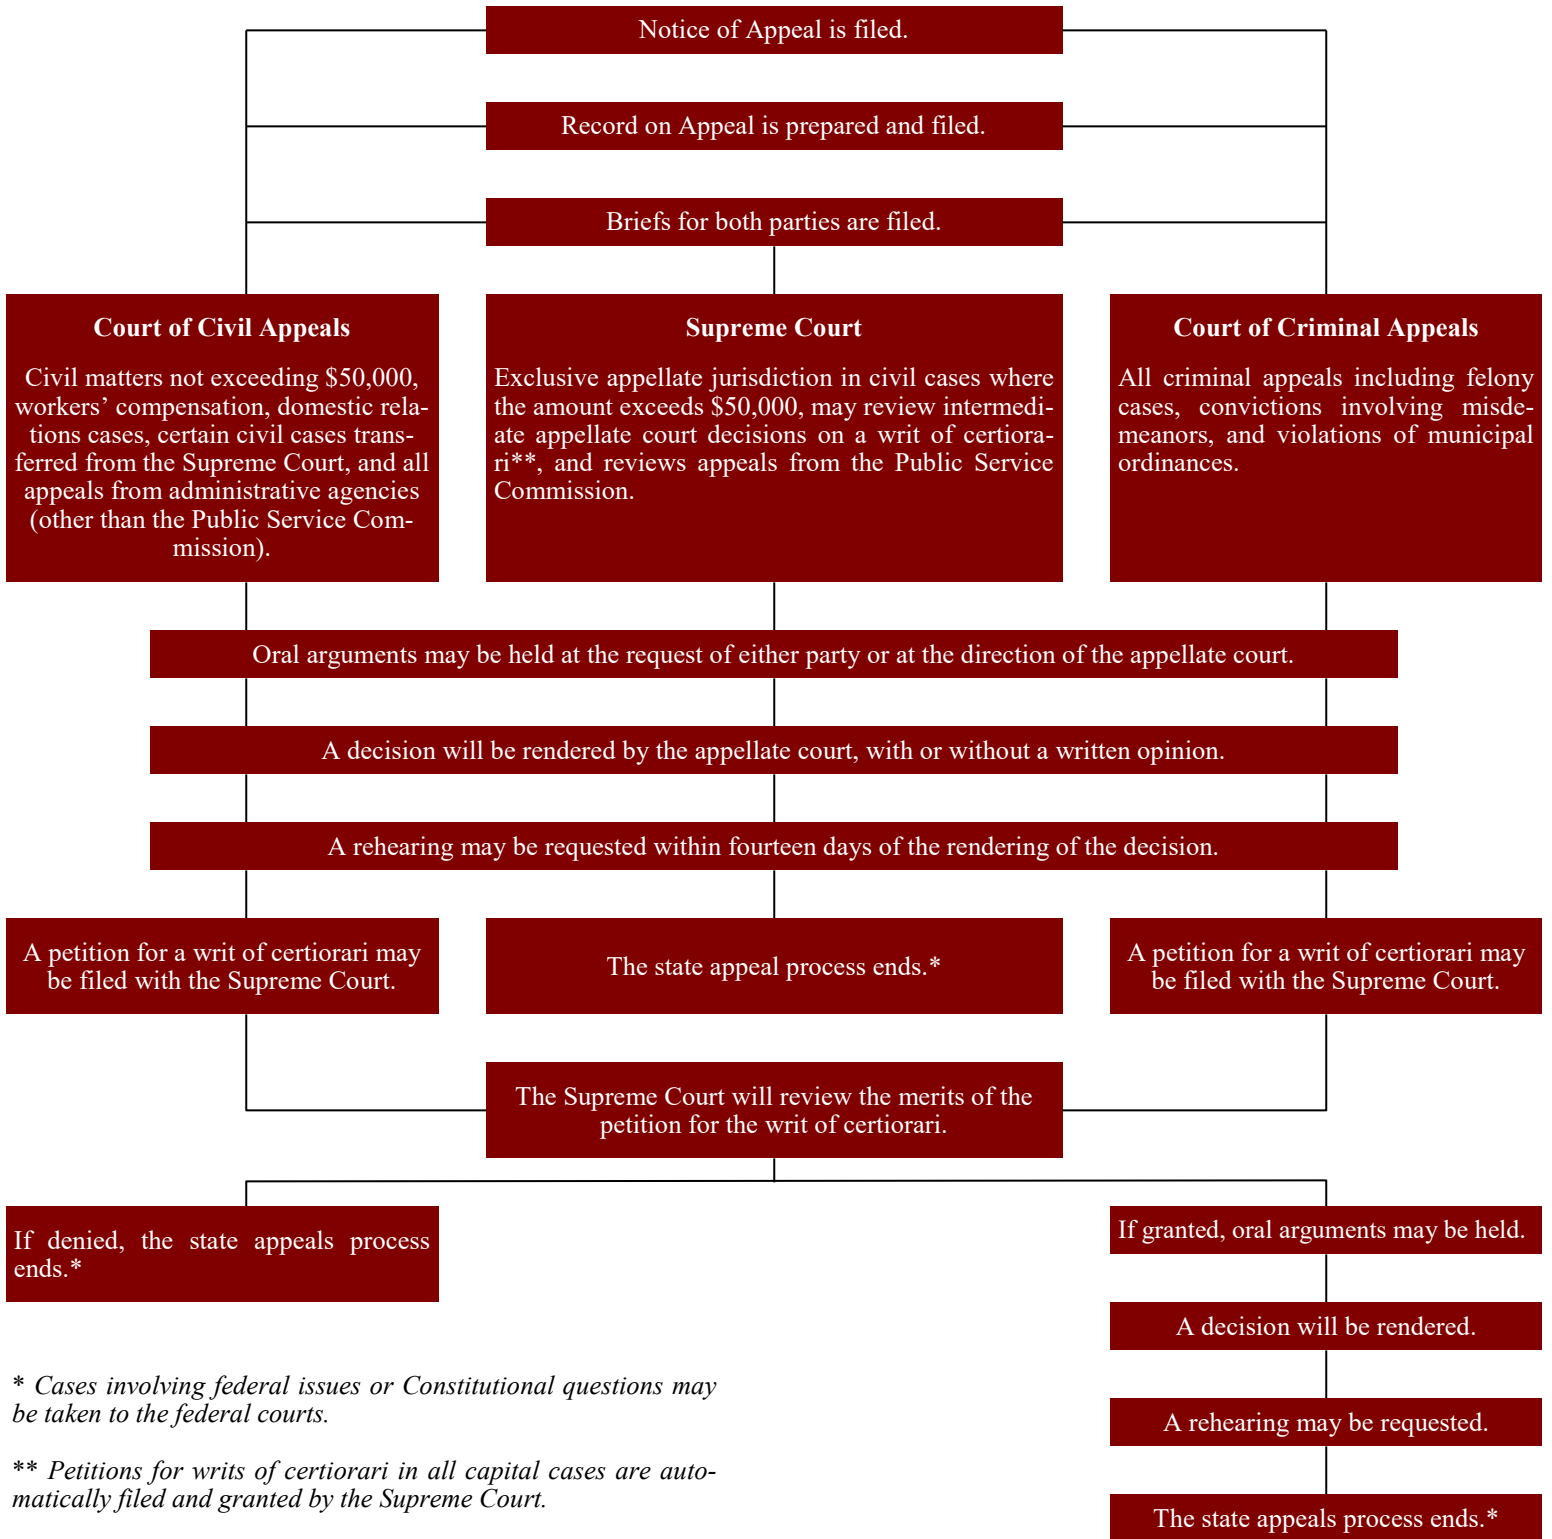 Notice of Appeal is filed.
Record on Appeal is prepared and filed.
Briefs for both parties are filed.
Court of Civil Appeals
Civil matters not exceeding $50,000,
workers’ compensation, domestic rela-
tions cases, certain civil cases trans-
ferred from the Supreme Court, and all
appeals from administrative agencies
(other than the Public Service Com-
mission).
Supreme Court
Exclusive appellate jurisdiction in civil cases where
the amount exceeds $50,000, may review intermedi-
ate appellate court decisions on a writ of certiora-
ri**, and reviews appeals from the Public Service
Commission.
Court of Criminal Appeals
All criminal appeals including felony
cases, convictions involving misde-
meanors, and violations of municipal
ordinances.
Oral arguments may be held at the request of either party or at the direction of the appellate court.
A decision will be rendered by the appellate court, with or without a written opinion.
A rehearing may be requested within fourteen days of the rendering of the decision.
A petition for a writ of certiorari may
be filed with the Supreme Court.
The state appeal process ends.*
A petition for a writ of certiorari may
be filed with the Supreme Court.
The Supreme Court will review the merits of the
petition for the writ of certiorari.
If denied, the state appeals process
ends.*
If granted, oral arguments may be held.
A decision will be rendered.
A rehearing may be requested.
The state appeals process ends.*
* Cases involving federal issues or Constitutional questions may
be taken to the federal courts.
** Petitions for writs of certiorari in all capital cases are auto-
matically filed and granted by the Supreme Court.